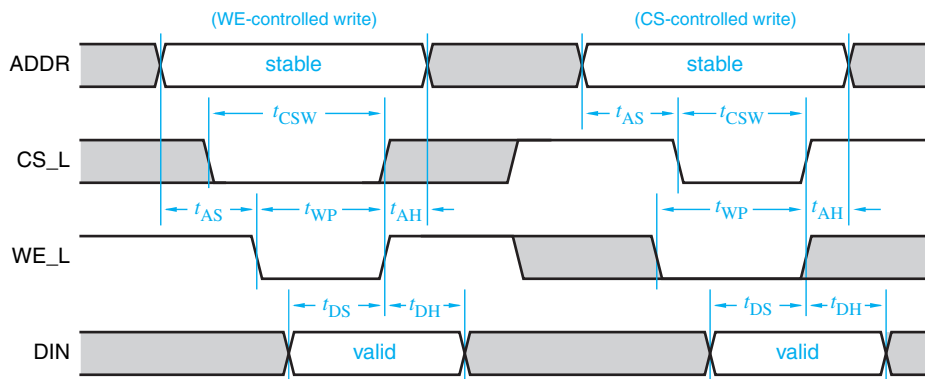 (WE-controlled write) (CS-controlled write)
ADDR stable stable
tCSW tAS tCSW
CS_L
tAS tWP tAH tWP tAH
WE_L
tDS tDH tDS tDH
DIN valid valid